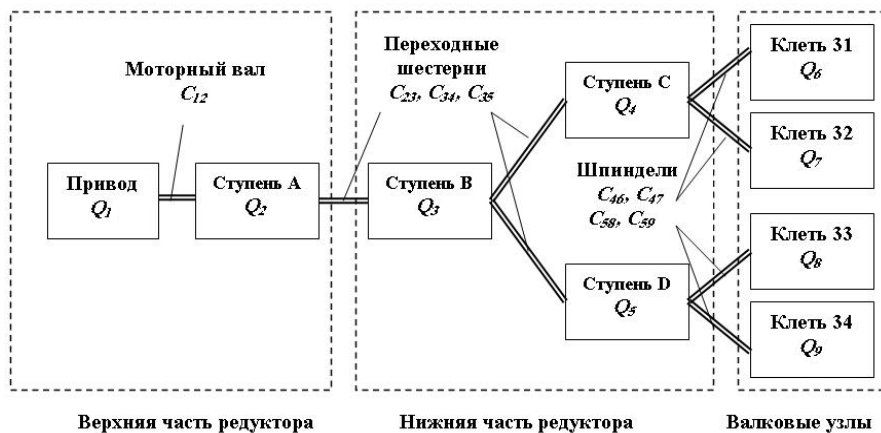 Моторный вал
C12
Привод
Q1
Ступень A
Q2
Переходные
шестерни
C23, C34, C35
Ступень B
Q3
Ступень C
Q4
Шпиндели
C46, C47
C58, C59
Ступень D
Q5
Клеть 31
Q6
Клеть 32
Q7
Клеть 33
Q8
Клеть 34
Q9
Верхняя часть редуктора
Нижняя часть редуктора
Валковые узлы